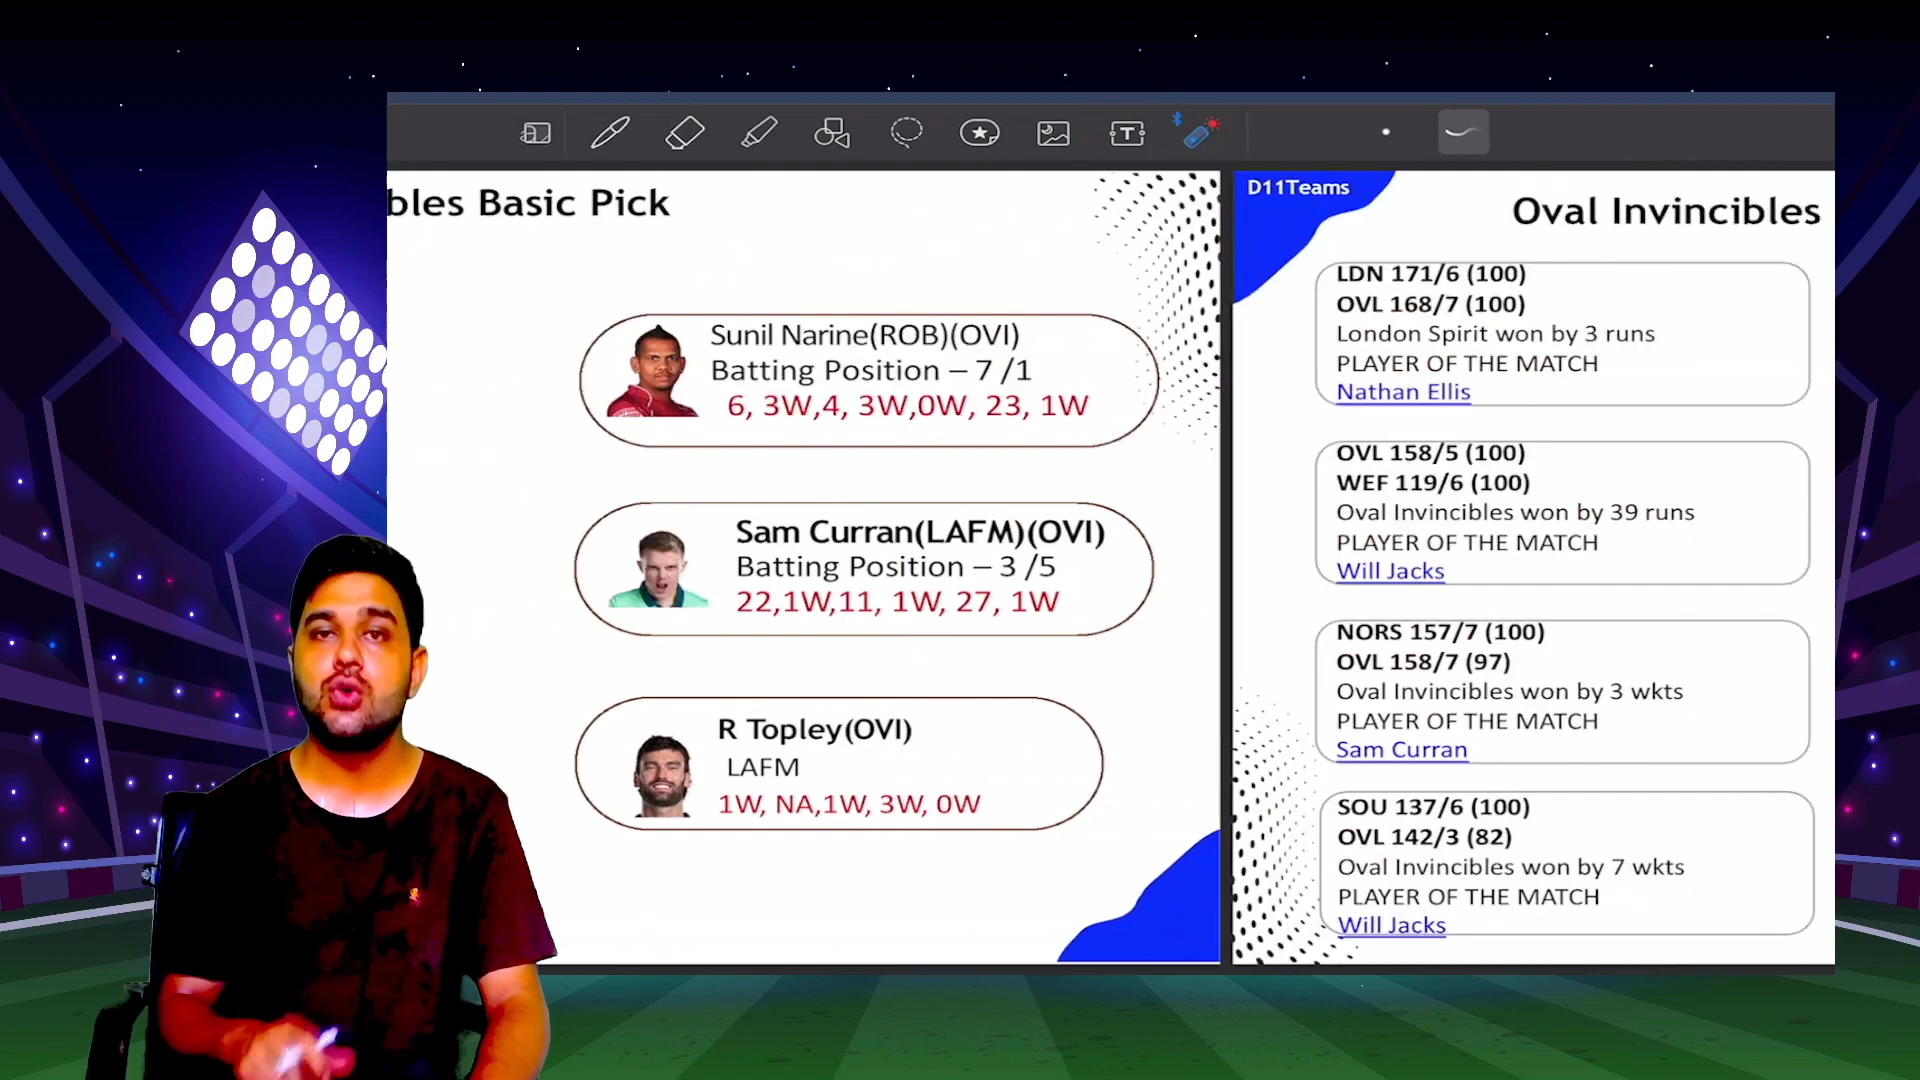 bles Basic Pick
Sunil Narine(ROB)(OVI)
Batting Position – 7 /1
6, 3W,4, 3W,0W, 23, 1W
Sam Curran(LAFM)(OVI)
Batting Position – 3 /5
22,1W,11, 1W, 27, 1W
R Topley(OVI)
LAFM
1W, NA,1W, 3W, 0W
D11Teams
Oval Invincibles
LDN 171/6 (100)
OVL 168/7 (100)
London Spirit won by 3 runs
PLAYER OF THE MATCH
Nathan Ellis
OVL 158/5 (100)
WEF 119/6 (100)
Oval Invincibles won by 39 runs
PLAYER OF THE MATCH
Will Jacks
NORS 157/7 (100)
OVL 158/7 (97)
Oval Invincibles won by 3 wkts
PLAYER OF THE MATCH
Sam Curran
SOU 137/6 (100)
OVL 142/3 (82)
Oval Invincibles won by 7 wkts
PLAYER OF THE MATCH
Will Jacks